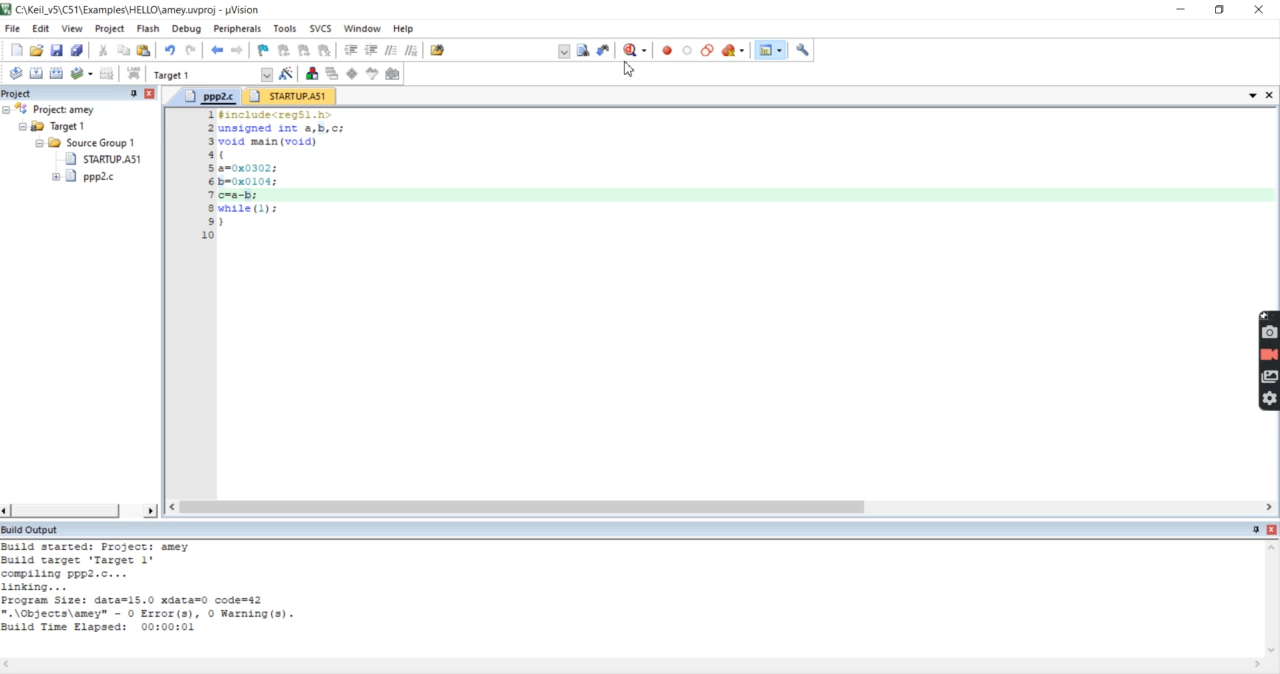 C:\Keil_v5\C51\Examples\HELLO\amey.uvproj - µVision
File Edit View Project Flash Debug Peripherals Tools SVCS Window Help
Target 1
Project
ppp2.c STARTUP.A51
Project: amey
Target 1
Source Group 1
STARTUP.A51
ppp2.c
1 #include<reg51.h>
2 unsigned int a,b,c;
3 void main(void)
4 {
5 a=0x0302;
6 b=0x0104;
7 c=a-b;
8 while(1);
9 }
10
Build Output
Build started: Project: amey
Build target 'Target 1'
compiling ppp2.c...
linking...
Program Size: data=15.0 xdata=0 code=42
".\Objects\amey" - 0 Error(s), 0 Warning(s).
Build Time Elapsed:  00:00:01